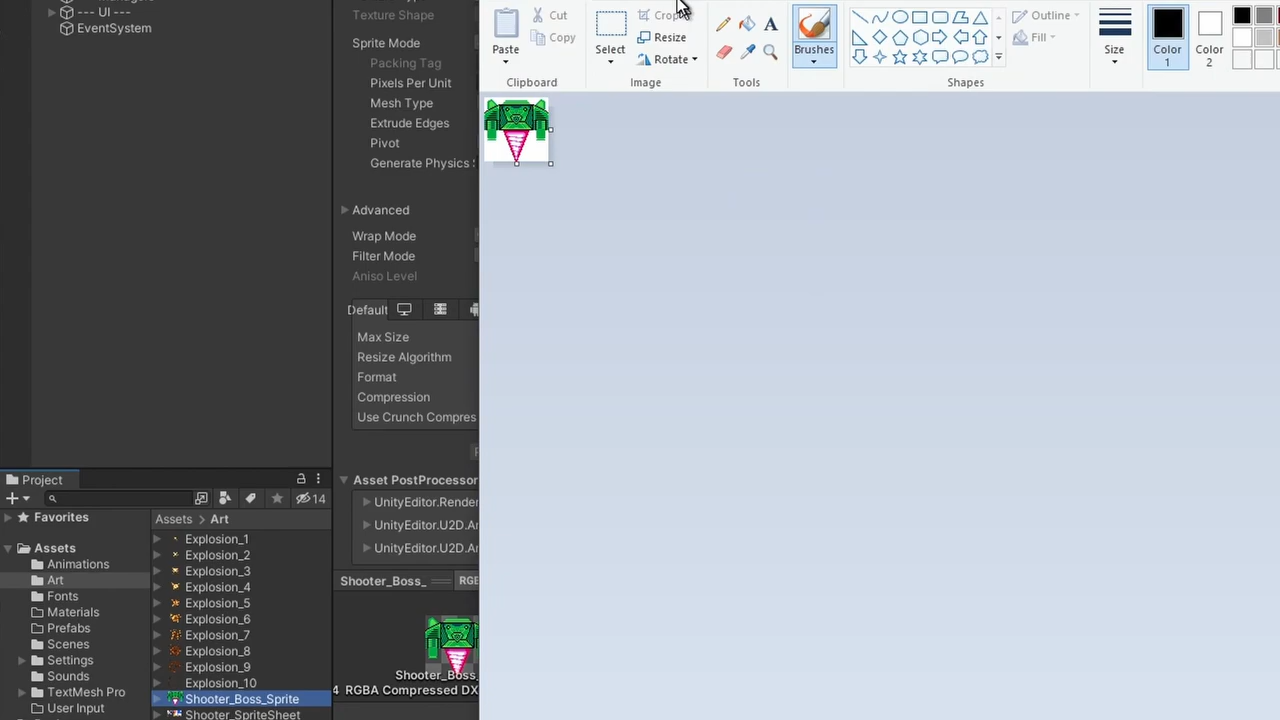 --- UI ---
EventSystem
Texture Shape
Sprite Mode
Packing Tag
Pixels Per Unit
Mesh Type
Extrude Edges
Pivot
Generate Physics
Advanced
Wrap Mode
Filter Mode
Aniso Level
Default
Max Size
Resize Algorithm
Format
Compression
Use Crunch Compres
Asset PostProcessor
UnityEditor.Render
UnityEditor.U2D.A
UnityEditor.U2D.A
Shooter_Boss_
RGB
Shooter_Boss_
4 RGBA Compressed DX
Project
14
Favorites
Assets
Animations
Art
Fonts
Materials
Prefabs
Scenes
Settings
Sounds
TextMesh Pro
User Input
Assets > Art
Explosion_1
Explosion_2
Explosion_3
Explosion_4
Explosion_5
Explosion_6
Explosion_7
Explosion_8
Explosion_9
Explosion_10
Shooter_Boss_Sprite
Shooter_SpriteSheet
Paste
Cut
Copy
Clipboard
Select
Crop
Resize
Rotate
Image
A
Tools
Brushes
Outline
Fill
Shapes
Size
Color
1
Color
2